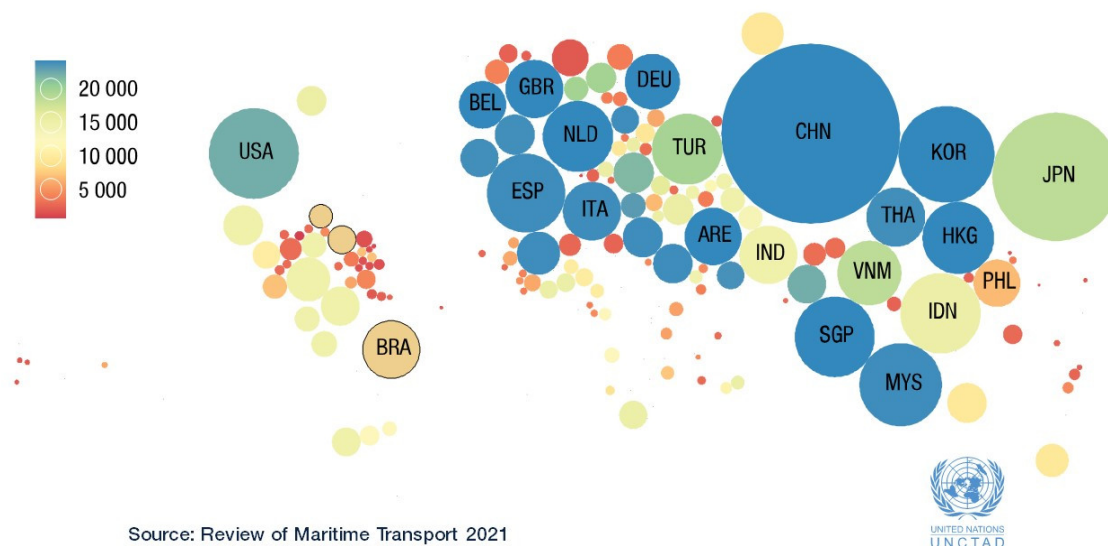 20 000
15 000
10 000
5 000
USA
BRA
BEL
GBR
DEU
NLD
ESP
ITA
TUR
ARE
IND
CHN
KOR
JPN
THA
HKG
VNM
PHL
IDN
SGP
MYS
UNITED NATIONS
UNCTAD
Source: Review of Maritime Transport 2021